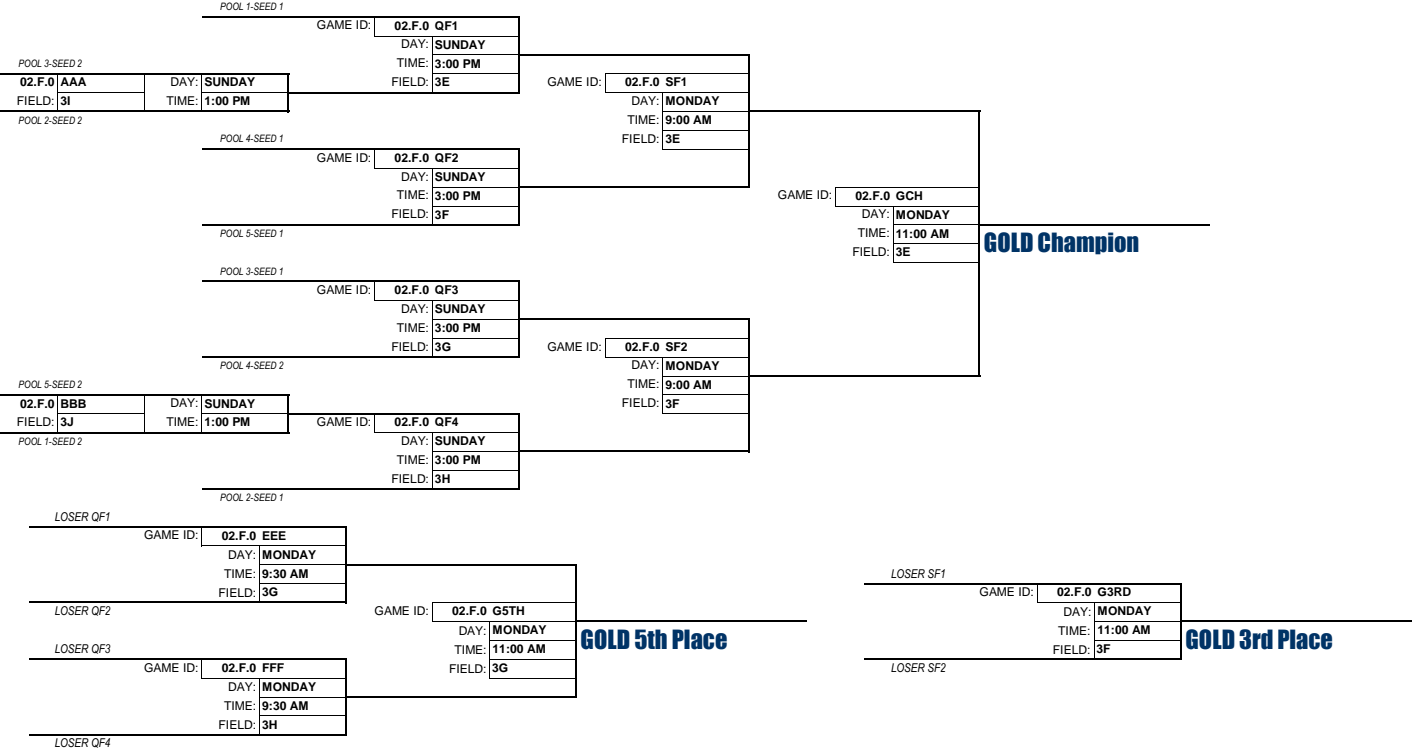 POOL 1-SEED 1
GAME ID: 02.F.0 QF1
DAY: SUNDAY
TIME: 3:00 PM
FIELD: 3E
POOL 3-SEED 2
02.F.0 AAA DAY: SUNDAY
FIELD: 3I TIME: 1:00 PM
POOL 2-SEED 2
GAME ID: 02.F.0 SF1
DAY: MONDAY
TIME: 9:00 AM
FIELD: 3E
POOL 4-SEED 1
GAME ID: 02.F.0 QF2
DAY: SUNDAY
TIME: 3:00 PM
FIELD: 3F
POOL 5-SEED 1
GAME ID: 02.F.0 GCH
DAY: MONDAY
TIME: 11:00 AM
FIELD: 3E
GOLD Champion
POOL 3-SEED 1
GAME ID: 02.F.0 QF3
DAY: SUNDAY
TIME: 3:00 PM
FIELD: 3G
POOL 4-SEED 2
GAME ID: 02.F.0 SF2
DAY: MONDAY
TIME: 9:00 AM
FIELD: 3F
POOL 5-SEED 2
02.F.0 BBB DAY: SUNDAY
FIELD: 3J TIME: 1:00 PM
POOL 1-SEED 2
GAME ID: 02.F.0 QF4
DAY: SUNDAY
TIME: 3:00 PM
FIELD: 3H
POOL 2-SEED 1
LOSER QF1
GAME ID: 02.F.0 EEE
DAY: MONDAY
TIME: 9:30 AM
FIELD: 3G
LOSER QF2
GAME ID: 02.F.0 G5TH
DAY: MONDAY
TIME: 11:00 AM
FIELD: 3G
GOLD 5th Place
LOSER QF3
GAME ID: 02.F.0 FFF
DAY: MONDAY
TIME: 9:30 AM
FIELD: 3H
LOSER QF4
LOSER SF1
GAME ID: 02.F.0 G3RD
DAY: MONDAY
TIME: 11:00 AM
FIELD: 3F
GOLD 3rd Place
LOSER SF2